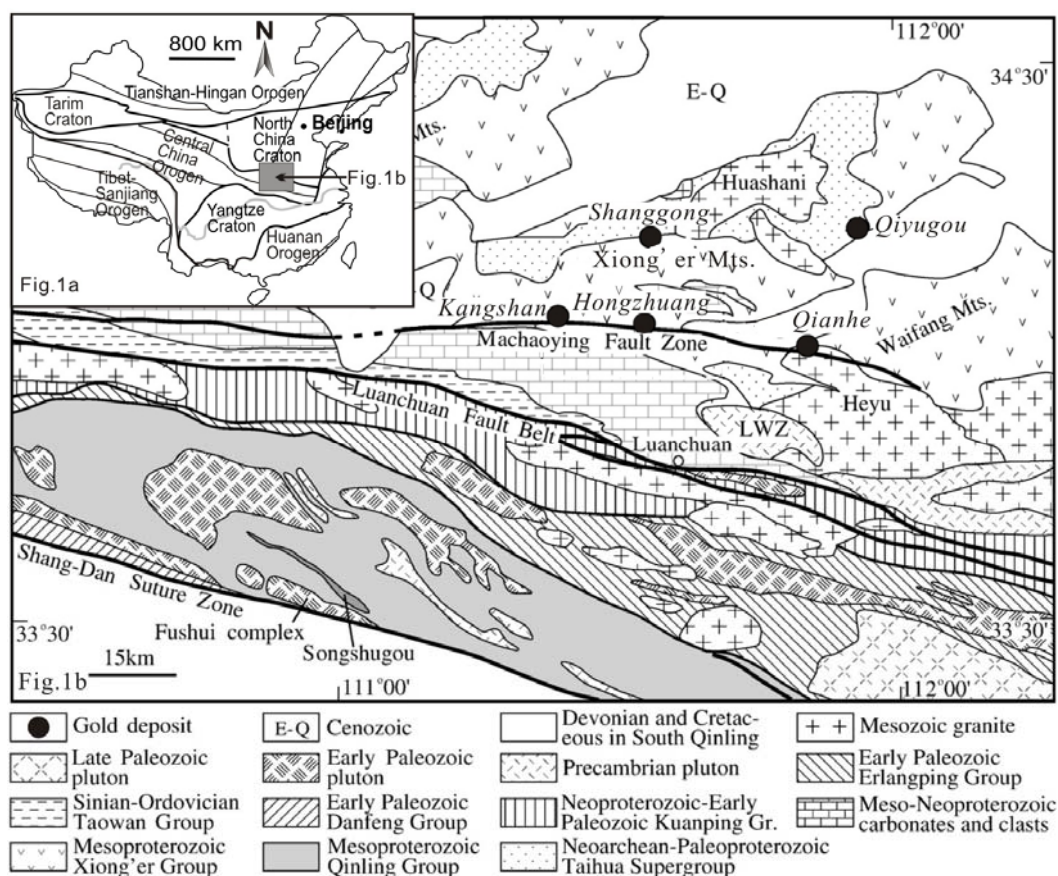 800 km
N
Tianshan-Hingan Orogen
Tarim
Craton
North
China
Craton
Beijing
Central
China
Orogen
Fig.1b
Tibet-
Sanjiang
Orogen
Yangtze
Craton
Huanan
Orogen
Fig.1a
112°00'
34°30'
E-Q
Mts.
Huashani
Shanggong
Qiyugou
Xiong'er Mts.
Q
Kangshan
Hongzhuang
Qianhe
Waifang Mts.
Machaoying Fault Zone
Luanchuan Fault Belt
Heyu
LWZ
Luanchuan
Shang-Dan Suture Zone
33°30'
Fushui complex
Songshugou
33°30'
15km
Fig.1b
111°00'
112°00'
Gold deposit
E-Q Cenozoic
Devonian and Cretac-
eous in South Qinling
Mesozoic granite
Late Paleozoic
pluton
Early Paleozoic
pluton
Precambrian pluton
Early Paleozoic
Erlangping Group
Sinian-Ordovician
Taowan Group
Early Paleozoic
Danfeng Group
Neoproterozoic-Early
Paleozoic Kuanping Gr.
Meso-Neoproterozoic
carbonates and clasts
Mesoproterozoic
Xiong'er Group
Mesoproterozoic
Qinling Group
Neoarchean-Paleoproterozoic
Taihua Supergroup